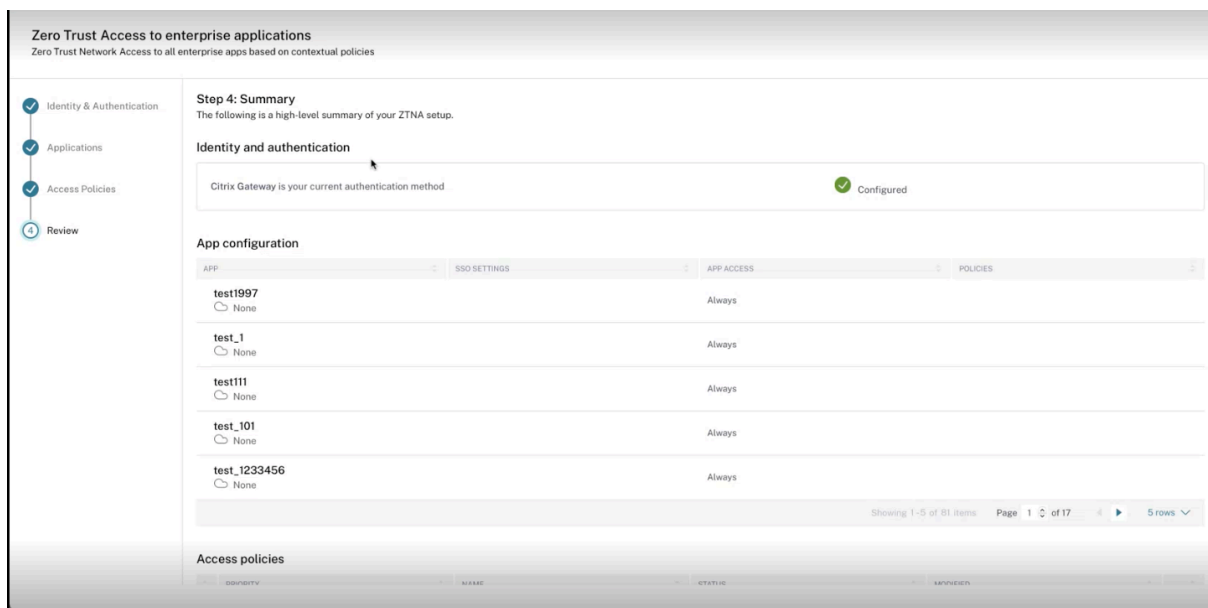 Zero Trust Access to enterprise applications
Zero Trust Network Access to all enterprise apps based on contextual policies
Identity & Authentication
Applications
Access Policies
4 Review
Step 4: Summary
The following is a high-level summary of your ZTNA setup.
Identity and authentication
Citrix Gateway is your current authentication method
Configured
App configuration
APP SSO SETTINGS APP ACCESS POLICIES
test1997
None
Always
test_1
None
Always
test111
None
Always
test_101
None
Always
test_1233456
None
Always
Showing 1-5 of 81 items Page 1 of 17 5 rows
Access policies
PRIORITY NAME STATUS MODIFIED